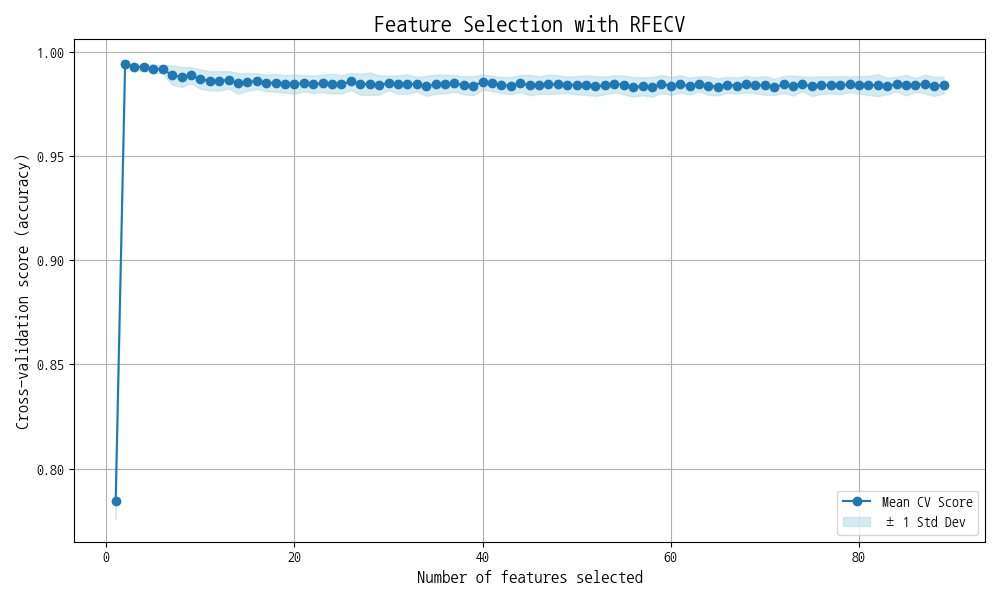 Feature Selection with RFECV
Cross-validation score (accuracy)
1.00
0.95
0.90
0.85
0.80
0
20
40
60
80
Number of features selected
Mean CV Score
± 1 Std Dev